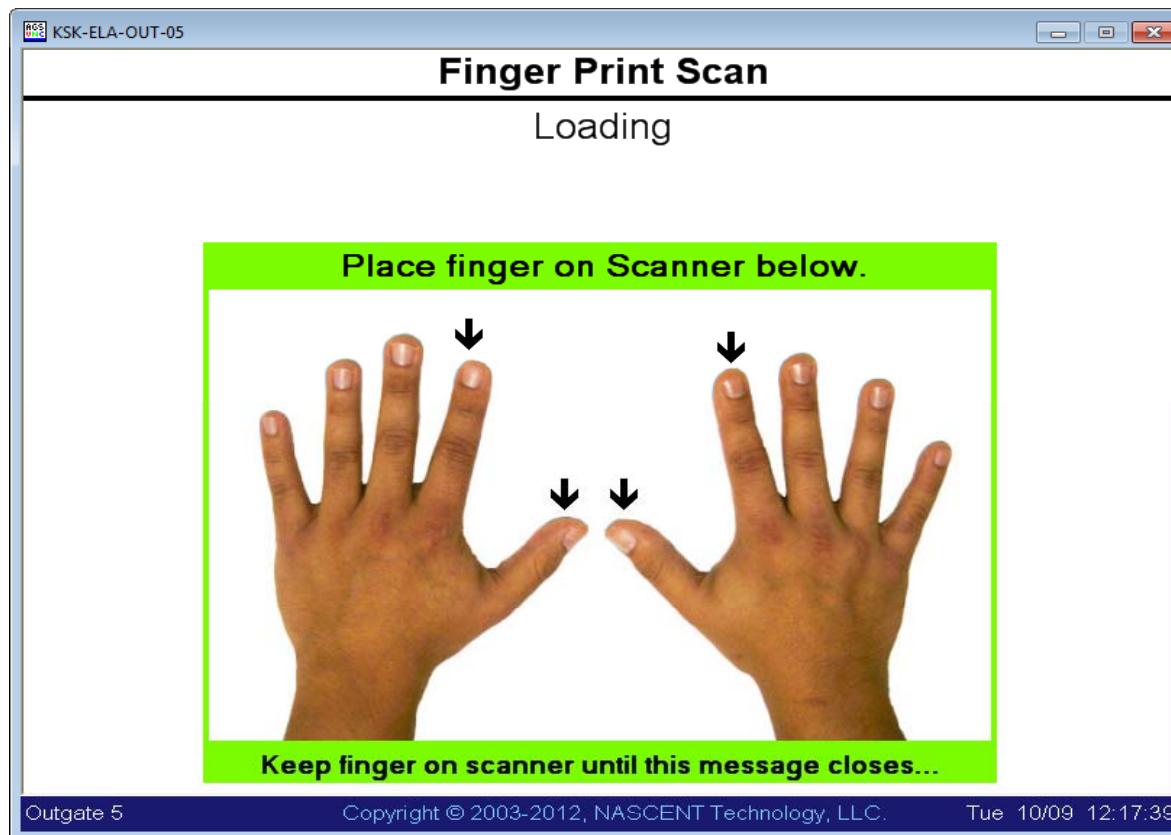 KSK-ELA-OUT-05
Finger Print Scan
Loading
Place finger on Scanner below.
Keep finger on scanner until this message closes...
Outgate 5 Copyright © 2003-2012, NASCENT Technology, LLC. Tue 10/09 12:17:39